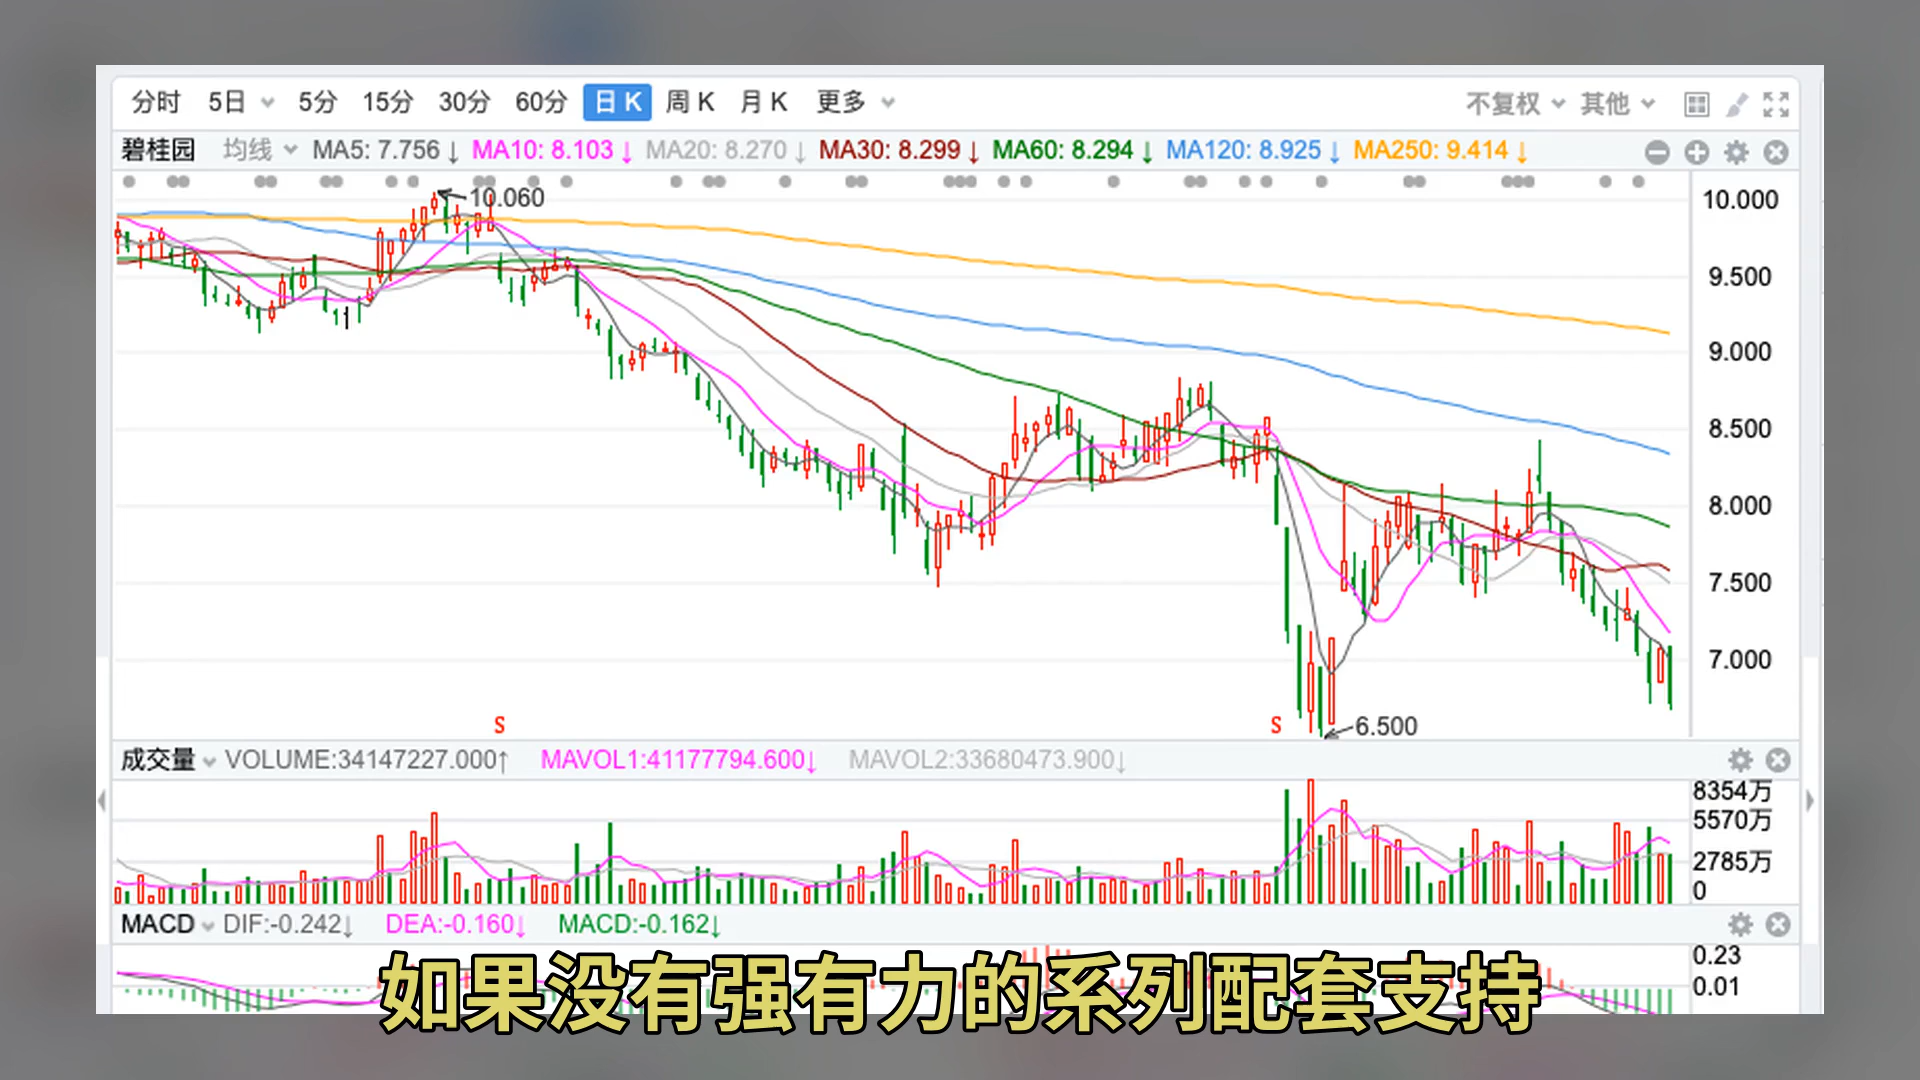 分时 5日 5分 15分 30分 60分 日K 周K 月K 更多 不复权 其他
碧桂园 均线 MA5: 7.756↓ MA10: 8.103↓ MA20: 8.270↓ MA30: 8.299↓ MA60: 8.294↓ MA120: 8.925↓ MA250: 9.414↓
10.060
10.000
9.500
9.000
8.500
8.000
7.500
7.000
S S 6.500
成交量 VOLUME:34147227.000↑ MAVOL1:41177794.600↓ MAVOL2:33680473.900↓
8354万
5570万
2785万
0
MACD DIF:-0.242↓ DEA:-0.160↓ MACD:-0.162↓
0.23
0.01
如果没有强有力的系列配套支持